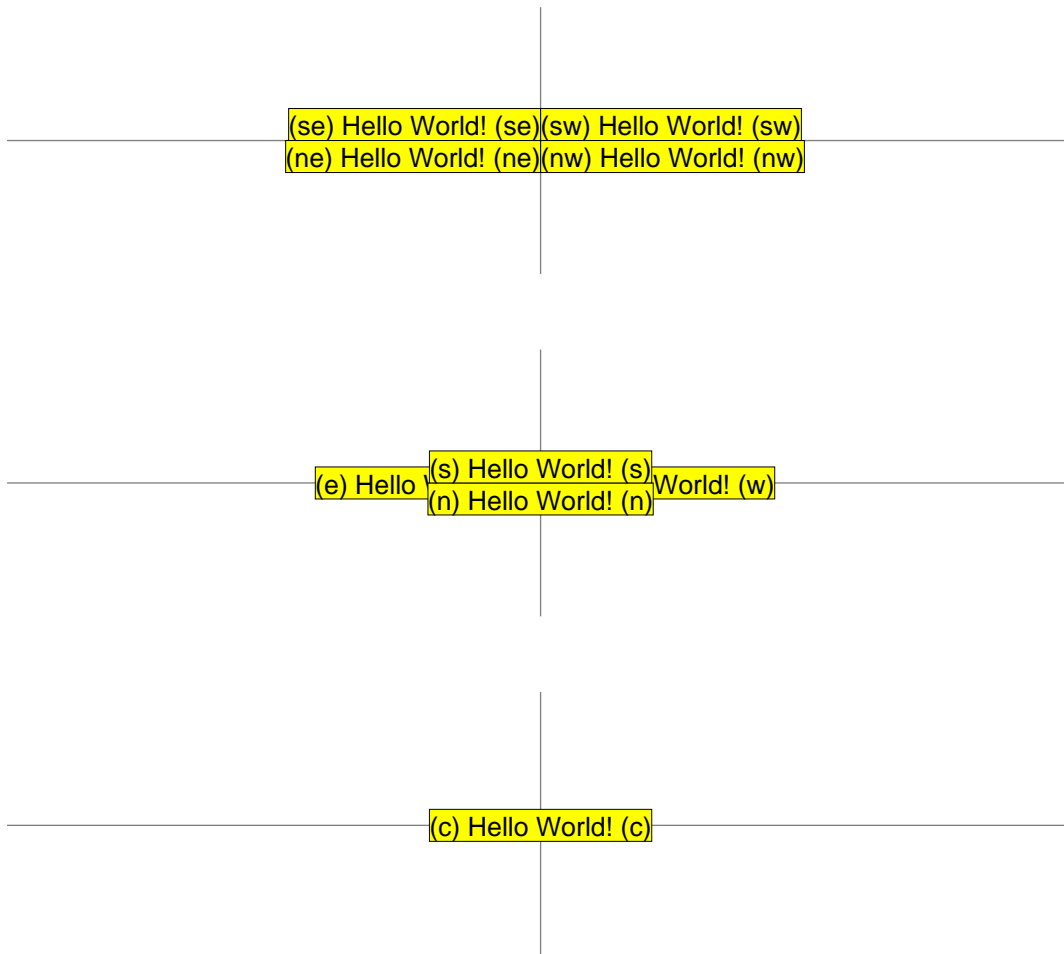 (se) Hello World! (se)(sw) Hello World! (sw)
(ne) Hello World! (ne)(nw) Hello World! (nw)
(s) Hello World! (s)
(e) Hello World! (w)
(n) Hello World! (n)
(c) Hello World! (c)